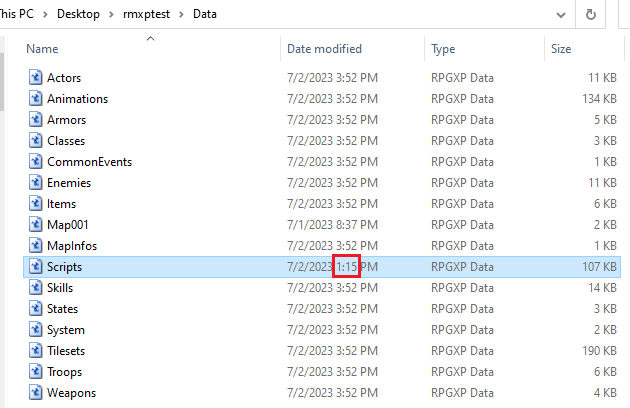 This PC > Desktop > rmxptest > Data
Name Date modified Type Size
Actors 7/2/2023 3:52 PM RPGXP Data 11 KB
Animations 7/2/2023 3:52 PM RPGXP Data 134 KB
Armors 7/2/2023 3:52 PM RPGXP Data 5 KB
Classes 7/2/2023 3:52 PM RPGXP Data 3 KB
CommonEvents 7/2/2023 3:52 PM RPGXP Data 1 KB
Enemies 7/2/2023 3:52 PM RPGXP Data 11 KB
Items 7/2/2023 3:52 PM RPGXP Data 6 KB
Map001 7/1/2023 8:37 PM RPGXP Data 2 KB
MapInfos 7/2/2023 3:52 PM RPGXP Data 1 KB
Scripts 7/2/2023 1:15 PM RPGXP Data 107 KB
Skills 7/2/2023 3:52 PM RPGXP Data 14 KB
States 7/2/2023 3:52 PM RPGXP Data 3 KB
System 7/2/2023 3:52 PM RPGXP Data 2 KB
Tilesets 7/2/2023 3:52 PM RPGXP Data 190 KB
Troops 7/2/2023 3:52 PM RPGXP Data 6 KB
Weapons 7/2/2023 3:52 PM RPGXP Data 4 KB